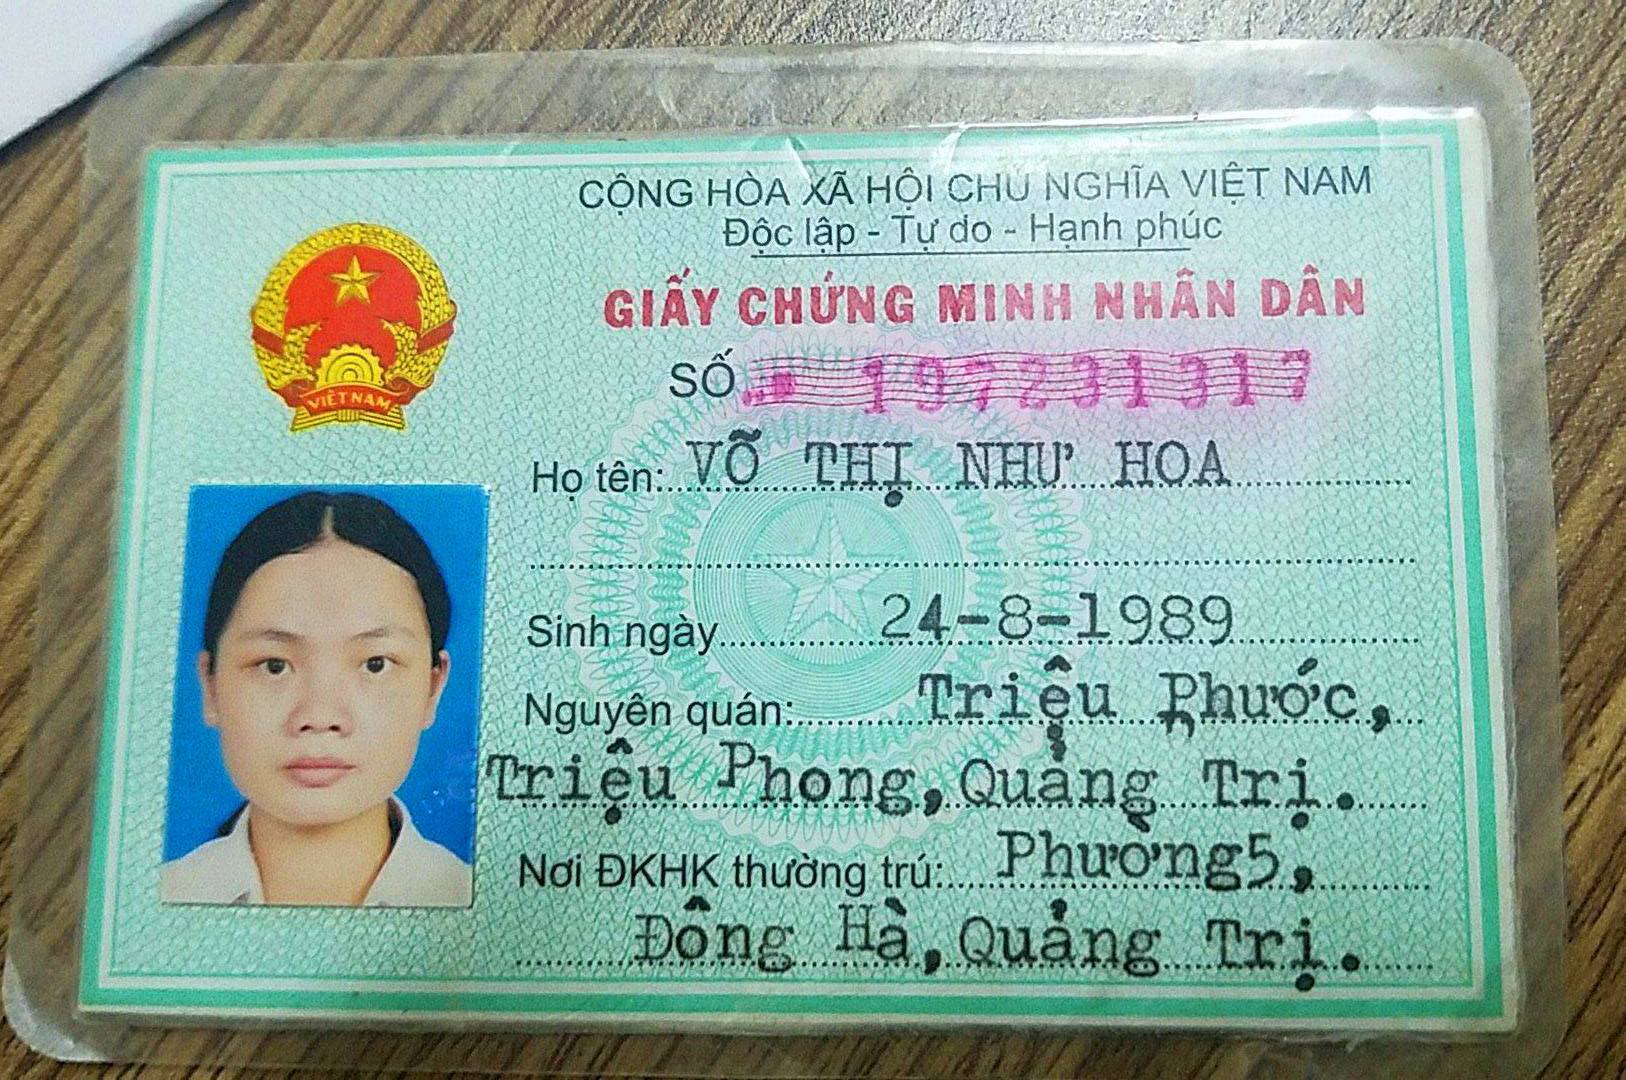 CỘNG HÒA XÃ HỘI CHỦ NGHĨA VIỆT NAM
Độc lập - Tự do - Hạnh phúc
GIẤY CHỨNG MINH NHÂN DÂN
SỐ 197231317
VIỆT NAM
Họ tên: VÕ THỊ NHƯ HOA
Sinh ngày 24-8-1989
Nguyên quán: Triệu Phước,
Triệu Phong, Quảng Trị.
Nơi ĐKHK thường trú: Phường5,
Đông Hà, Quảng Trị.